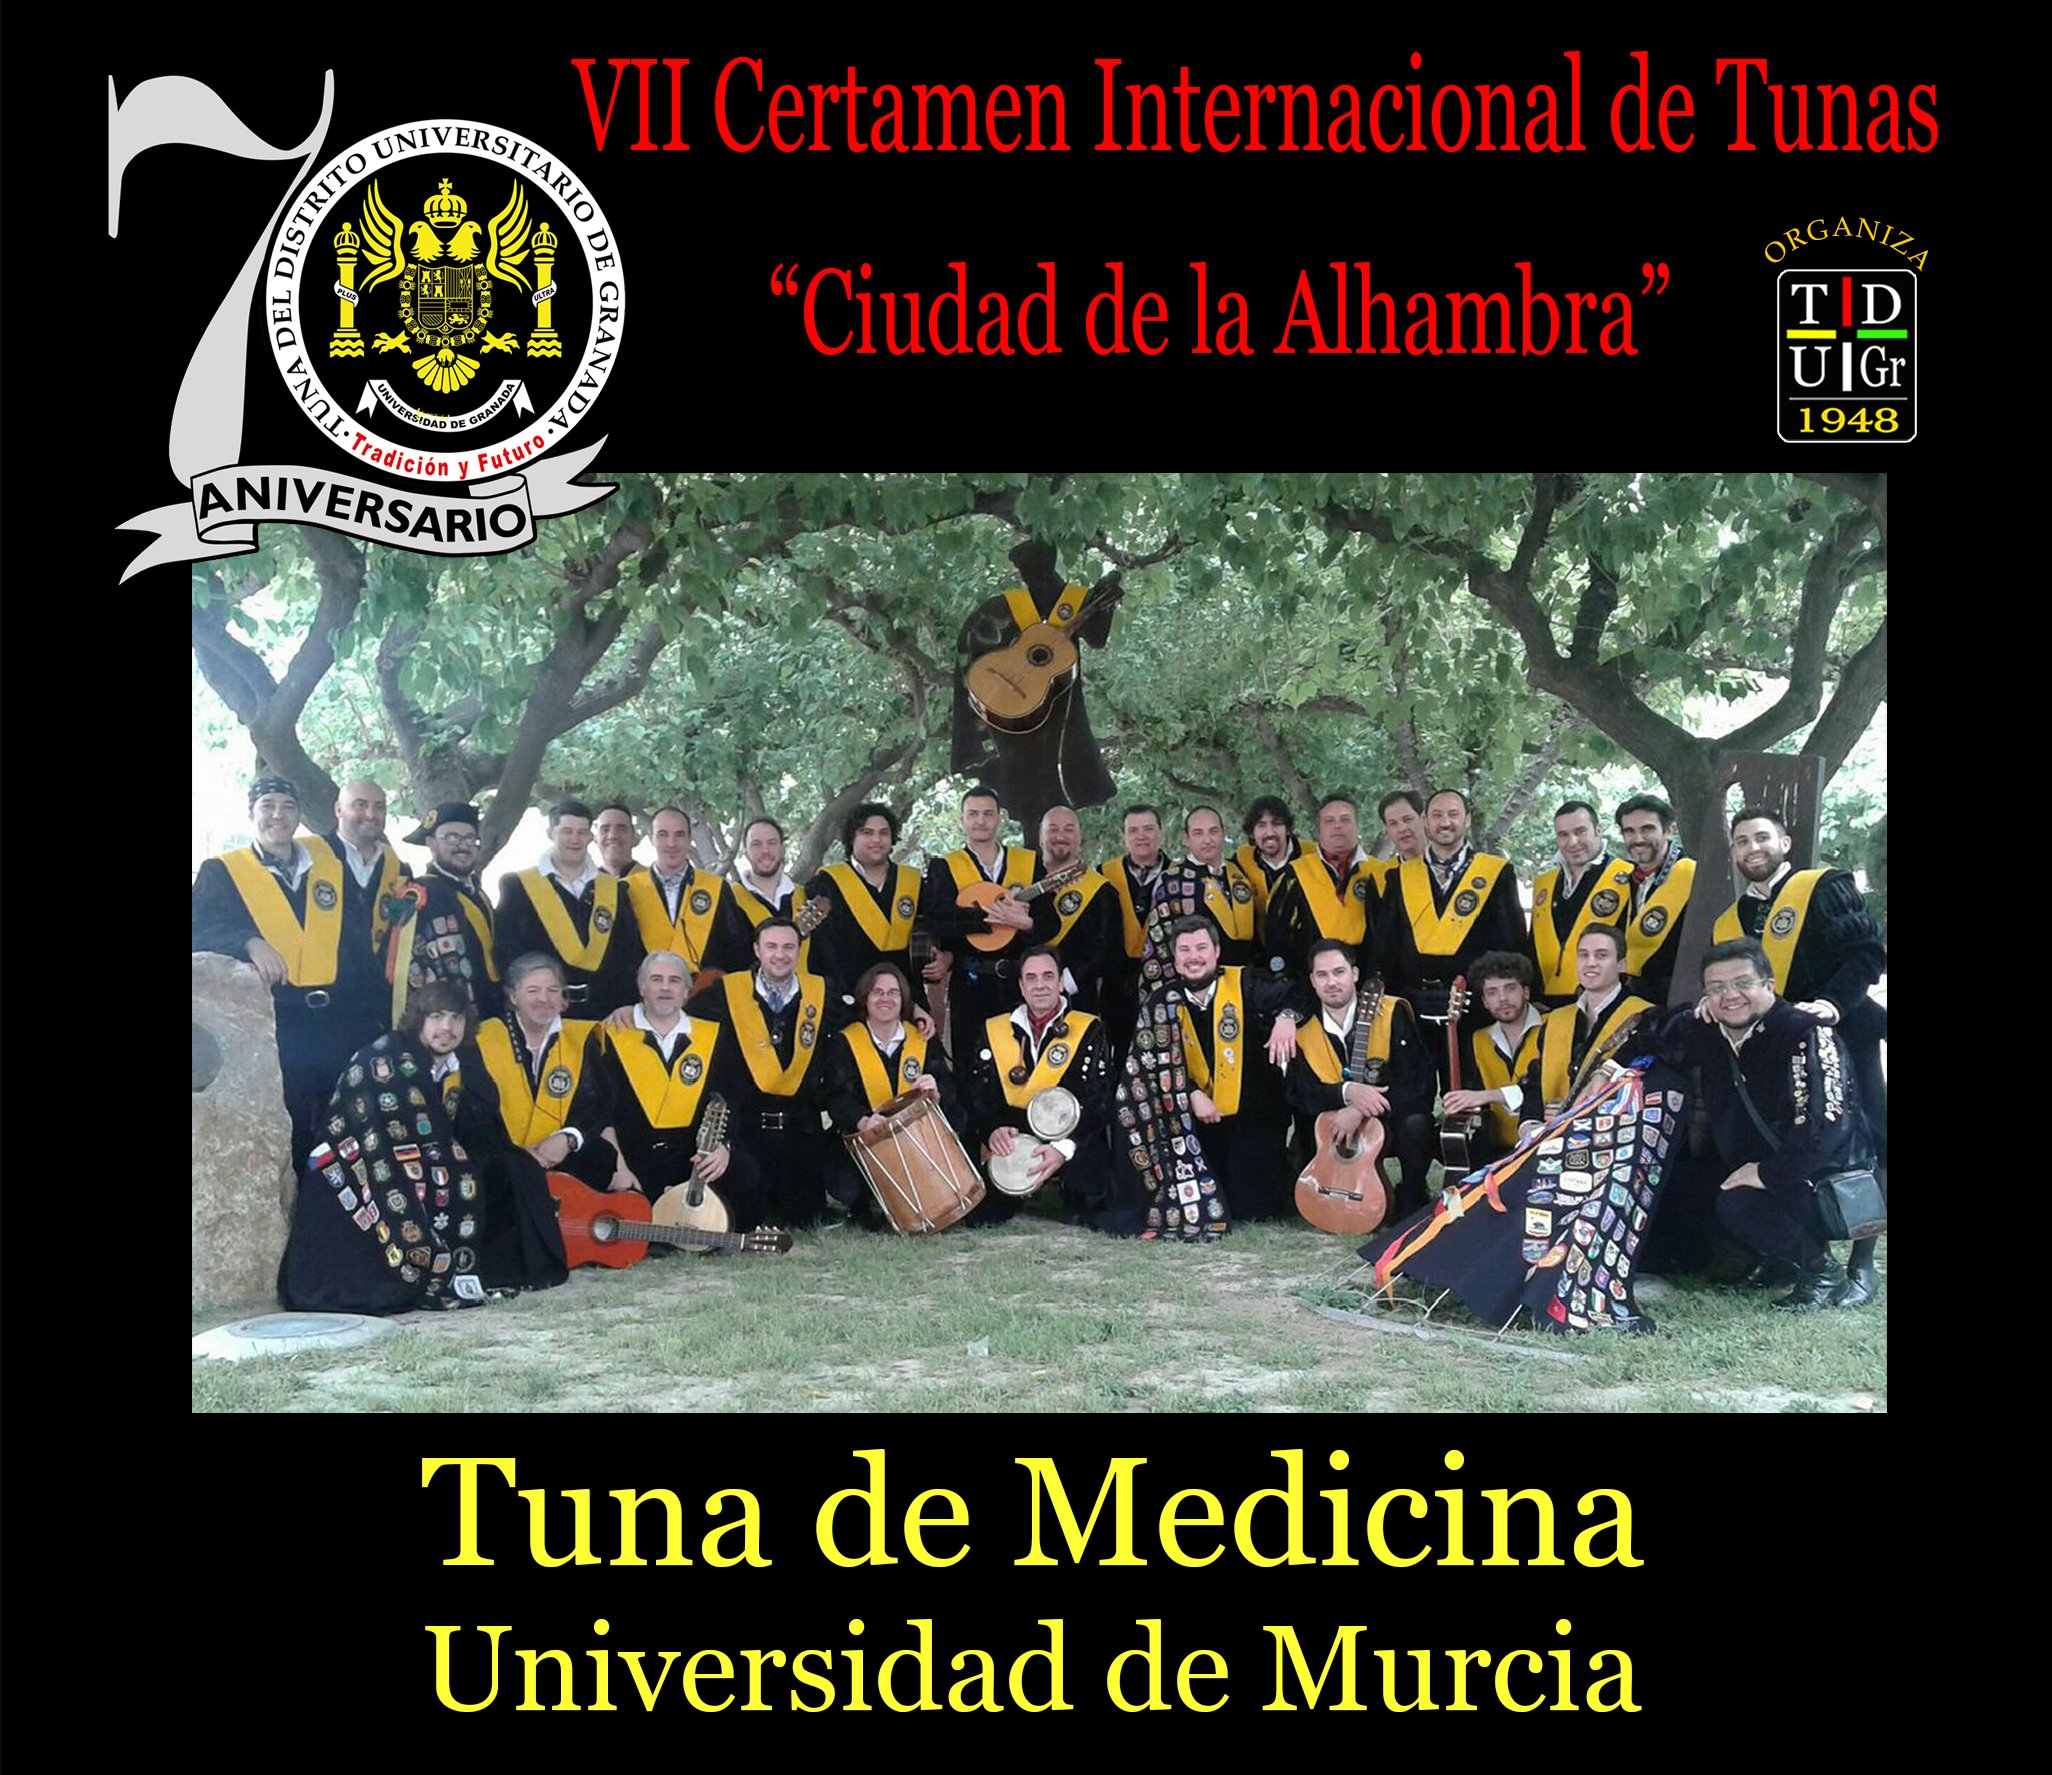 VII Certamen Internacional de Tunas
“Ciudad de la Alhambra”
7
TUNA DEL DISTRITO UNIVERSITARIO DE GRANADA
PLUS
ULTRA
UNIVERSIDAD DE GRANADA
Tradición y Futuro
ANIVERSARIO
ORGANIZA
T D
U Gr
1948
Tuna de Medicina
Universidad de Murcia